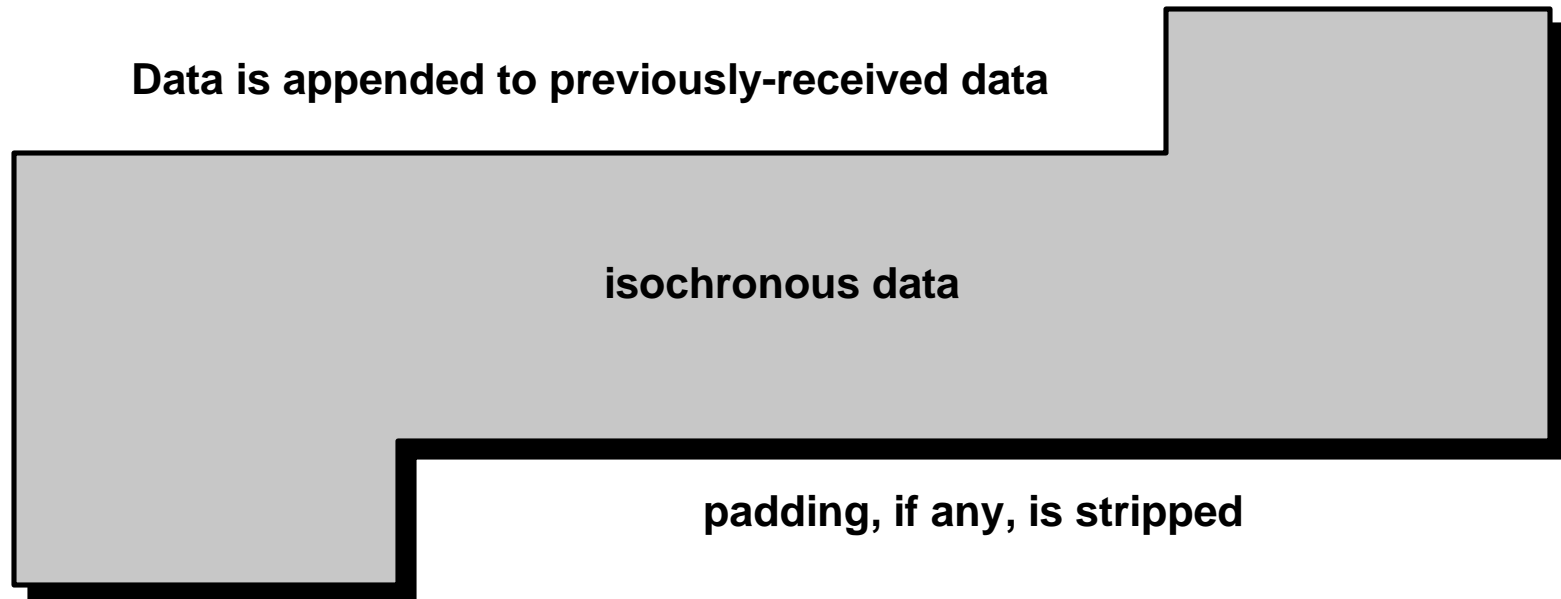 Data is appended to previously-received data
isochronous data
padding, if any, is stripped